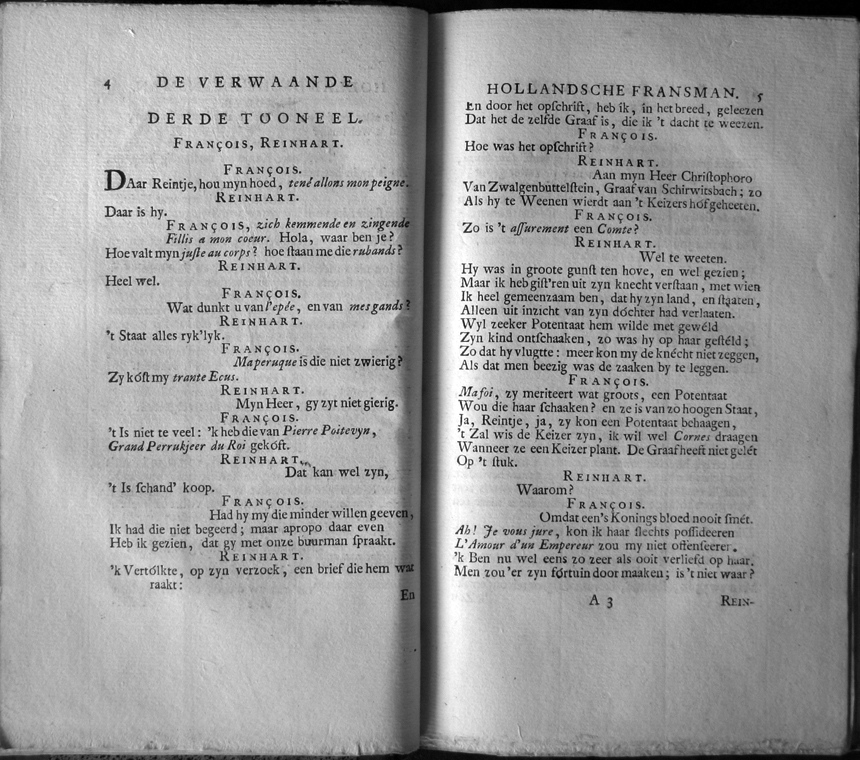 4 DE VERWAANDE
DERDE TOONEEL.
FRANÇOIS, REINHART.
FRANÇOIS.
DAar Reintje, hou myn hoed, tené allons mon peigne.
REINHART.
Daar is hy.
FRANÇOIS, zich kemmende en zingende
Fillis a mon coeur. Hola, waar ben je?
Hoe valt myn juste au corps? hoe ſtaan me die rubands?
REINHART.
Heel wel.
FRANÇOIS.
Wat dunkt u van l'epée, en van mes gands?
REINHART.
't Staat alles ryk'lyk.
FRANÇOIS.
Ma peruque is die niet zwierig?
Zy kóſt my trante Ecus.
REINHART.
Myn Heer, gy zyt niet gierig.
FRANÇOIS.
't Is niet te veel: 'k heb die van Pierre Poitevyn,
Grand Perrukjeer du Roi gekóſt.
REINHART.
Dat kan wel zyn,
't Is ſchand' koop.
FRANÇOIS.
Had hy my die minder willen geeven,
Ik had die niet begeerd; maar apropo daar even
Heb ik gezien, dat gy met onze buurman ſpraakt.
REINHART.
'k Vertólkte, op zyn verzoek, een brief die hem wat
raakt:
En
HOLLANDSCHE FRANSMAN. 5
En door het opſchrift, heb ik, in het breed, geleezen
Dat het de zelfde Graaf is, die ik 't dacht te weezen.
FRANÇOIS.
Hoe was het opſchrift?
REINHART.
Aan myn Heer Chriſtophoro
Van Zwalgenbuttelſtein, Graaf van Schirwitsbach; zo
Als hy te Weenen wierdt aan 't Keizers hóf geheeten.
FRANÇOIS.
Zo is 't aſſurement een Comte?
REINHART.
Wel te weeten.
Hy was in groote gunſt ten hove, en wel gezien;
Maar ik heb giſt'ren uit zyn knecht verſtaan, met wien
Ik heel gemeenzaam ben, dat hy zyn land, en ſtaaten,
Alleen uit inzicht van zyn dóchter had verlaaten.
Wyl zeeker Potentaat hem wilde met gewéld
Zyn kind ontſchaaken, zo was hy op haar geſtéld;
Zo dat hy vlugtte: meer kon my de knécht niet zeggen,
Als dat men beezig was de zaaken by te leggen.
FRANÇOIS.
Ma foi, zy meriteert wat groots, een Potentaat
Wou die haar ſchaaken? en ze is van zo hoogen Staat,
Ja, Reintje, ja, zy kon een Potentaat behaagen,
't Zal wis de Keizer zyn, ik wil wel Cornes draagen
Wanneer ze een Keizer plant. De Graaf heeft niet gelét
Op 't ſtuk.
REINHART.
Waarom?
FRANÇOIS.
Omdat een's Konings bloed nooit ſmét.
Ah! Je vous jure, kon ik haar ſlechts poſſideeren
L'Amour d'un Empereur zou my niet offenſeeren.
'k Ben nu wel eens zo zeer als ooit verliefd op haar.
Men zou 'er zyn fórtuin door maaken; is 't niet waar?
A 3 REIN-